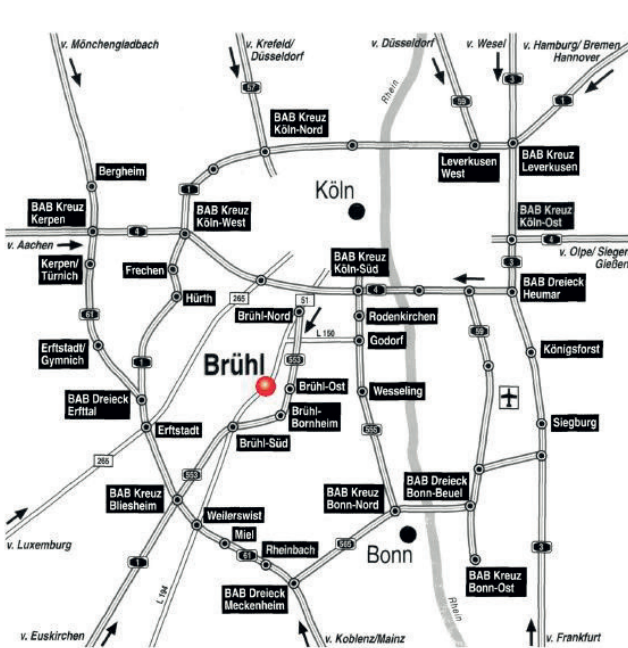 v. Mönchengladbach
v. Krefeld/
Düsseldorf
v. Düsseldorf
v. Wesel
v. Hamburg/ Bremen
Hannover
Rhein
3
57
59
1
BAB Kreuz
Köln-Nord
Leverkusen
West
BAB Kreuz
Leverkusen
Bergheim
1
Köln
BAB Kreuz
Kerpen
4
BAB Kreuz
Köln-West
BAB Kreuz
Köln-Ost
4
v. Aachen
v. Olpe/ Siegen
Gießen
Kerpen/
Türnich
Frechen
BAB Kreuz
Köln-Süd
3
4
BAB Dreieck
Heumar
Hürth
265
51
Brühl-Nord
Rodenkirchen
61
59
L 150
Godorf
Erftstadt/
Gymnich
1
Brühl
553
Königsforst
Brühl-Ost
Wesseling
BAB Dreieck
Erfttal
Brühl-
Bornheim
Siegburg
Erftstadt
Brühl-Süd
555
265
553
BAB Kreuz
Bliesheim
BAB Kreuz
Bonn-Nord
BAB Dreieck
Bonn-Beuel
Weilerswist
v. Luxemburg
Miel
Bonn
565
3
1
61
Rheinbach
BAB Kreuz
Bonn-Ost
L 194
BAB Dreieck
Meckenheim
Rhein
v. Euskirchen
v. Koblenz/Mainz
v. Frankfurt